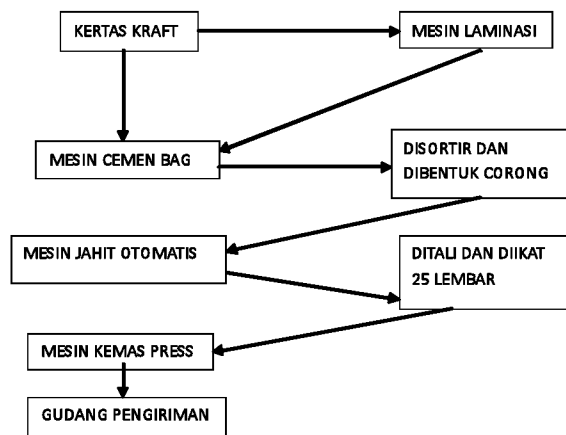 KERTAS KRAFT
MESIN LAMINASI
MESIN CEMEN BAG
DISORTIR DAN
DIBENTUK CORONG
MESIN JAHIT OTOMATIS
DITALI DAN DIIKAT
25 LEMBAR
MESIN KEMAS PRESS
GUDANG PENGIRIMAN